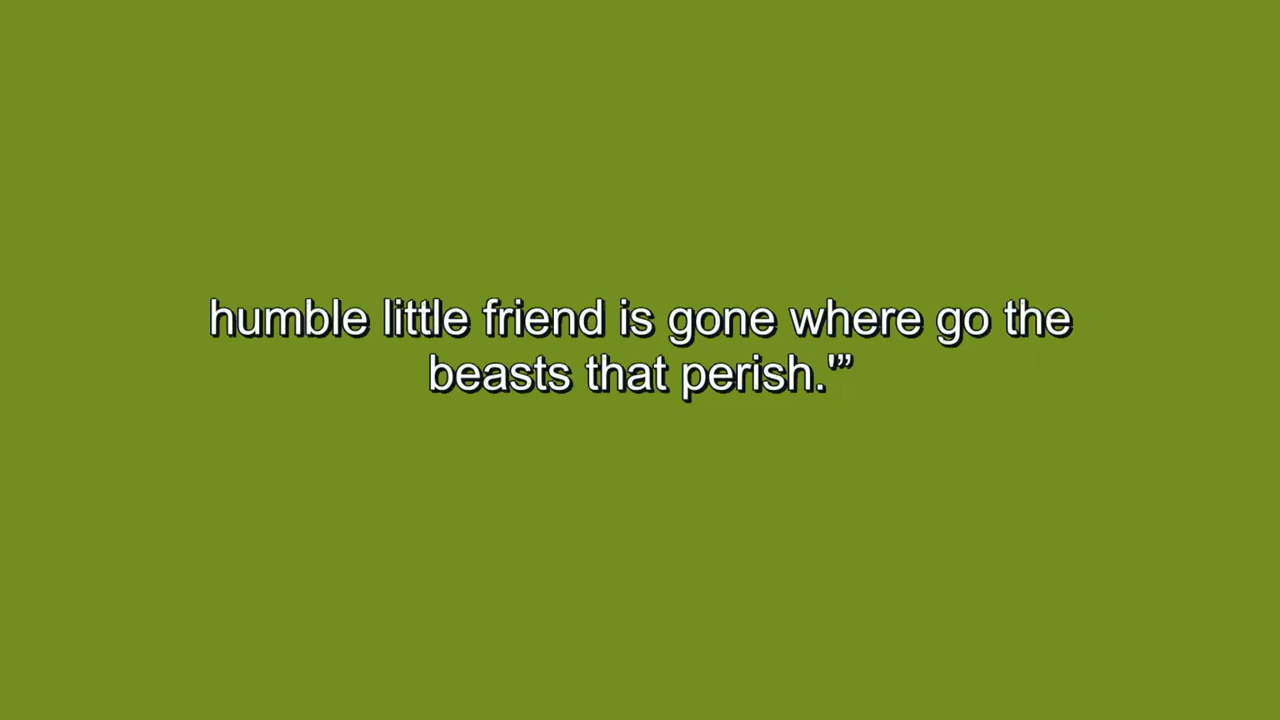 humble little friend is gone where go the
beasts that perish.'”